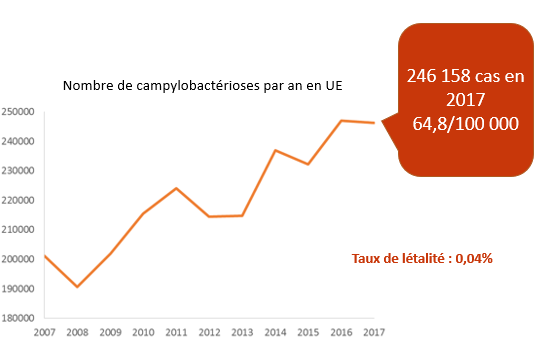 246 158 cas en
2017
64,8/100 000
Nombre de campylobactérioses par an en UE
250000
240000
230000
220000
210000
200000
190000
180000
2007 2008 2009 2010 2011 2012 2013 2014 2015 2016 2017
Taux de létalité : 0,04%